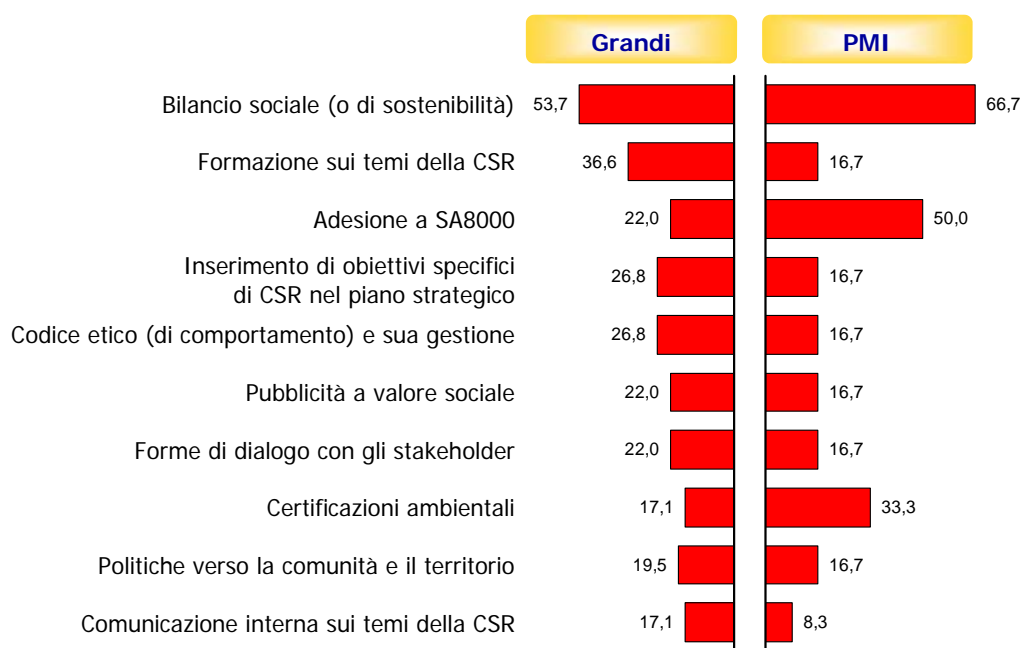 Grandi PMI
Bilancio sociale (o di sostenibilità) 53,7 66,7
Formazione sui temi della CSR 36,6 16,7
Adesione a SA8000 22,0 50,0
Inserimento di obiettivi specifici
di CSR nel piano strategico 26,8 16,7
Codice etico (di comportamento) e sua gestione 26,8 16,7
Pubblicità a valore sociale 22,0 16,7
Forme di dialogo con gli stakeholder 22,0 16,7
Certificazioni ambientali 17,1 33,3
Politiche verso la comunità e il territorio 19,5 16,7
Comunicazione interna sui temi della CSR 17,1 8,3